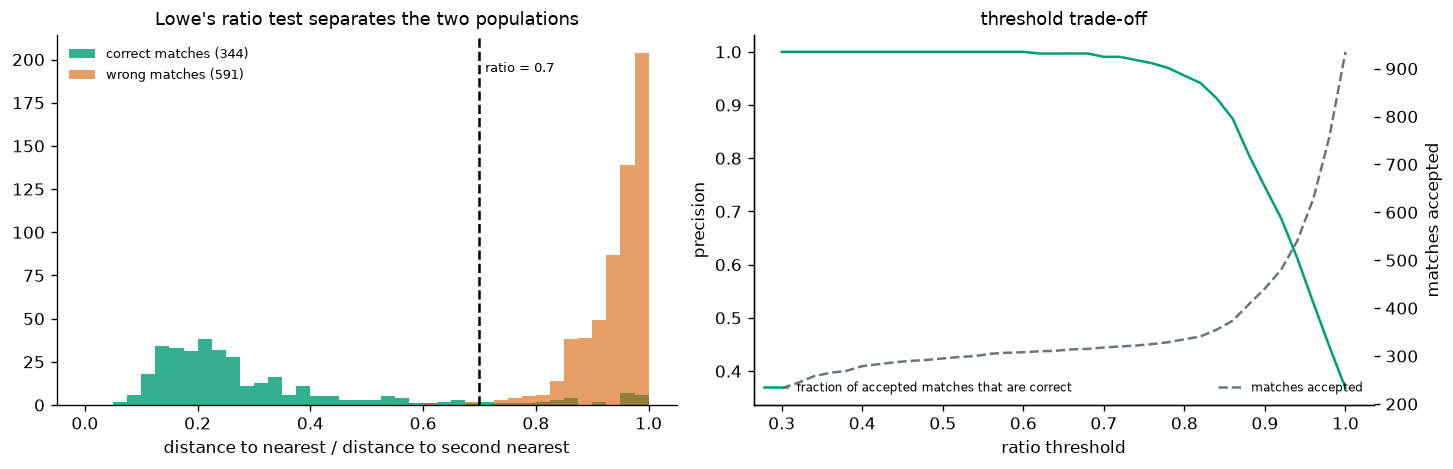 Lowe's ratio test separates the two populations
correct matches (344)
wrong matches (591)
ratio = 0.7
200
175
150
125
100
75
50
25
0
0.0 0.2 0.4 0.6 0.8 1.0
distance to nearest / distance to second nearest
threshold trade-off
precision
1.0
0.9
0.8
0.7
0.6
0.5
0.4
fraction of accepted matches that are correct
matches accepted
0.3 0.4 0.5 0.6 0.7 0.8 0.9 1.0
ratio threshold
900
800
700
600
500
400
300
200
matches accepted